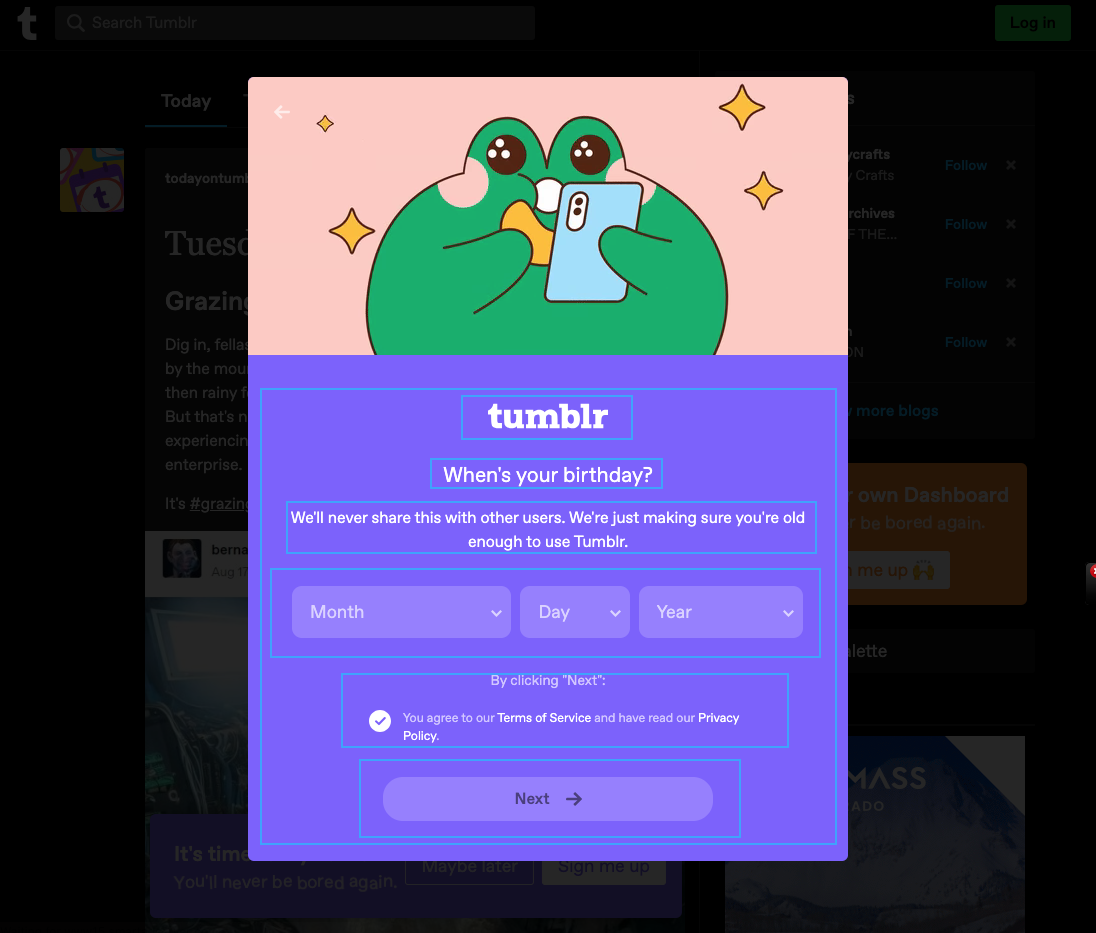 Search Tumblr
Log in
Today
todayontumb
Tuesd
Grazing
Dig in, fellas
by the mou
then rainy f
But that's n
experiencin
enterprise.
It's #grazing
berna
Aug 17
tumblr
When's your birthday?
We'll never share this with other users. We're just making sure you're old
enough to use Tumblr.
Month
Day
Year
By clicking "Next":
You agree to our Terms of Service and have read our Privacy
Policy.
Next
It's time
You'll never be bored again.
Maybe later
Sign me up
s
ycrafts
y Crafts
Follow
rchives
F THE...
Follow
Follow
n
ON
Follow
more blogs
r own Dashboard
r be bored again.
n me up
alette
MASS
ADO